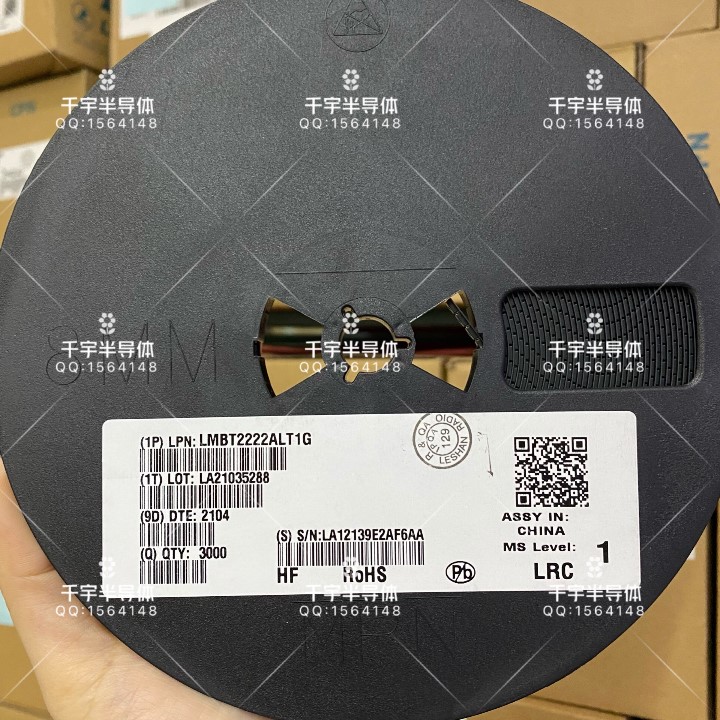 千宇半导体 千宇半导体 千宇半导体
QQ:1564148 QQ:1564148 QQ:1564148
8MM
千宇半导体 千宇半导体 千宇半导体
QQ:1564148 QQ:1564148 QQ:1564148
(1P) LPN: LMBT2222ALT1G
(1T) LOT: LA21035288
(9D) DTE: 2104
(Q) QTY: 3000
(S) S/N:LA12139E2AF6AA
HF RoHS Pb
R & QA LESHAN RADIO
129
ASSY IN:
CHINA
MS Level: 1
LRC
千宇半导体 千宇半导体 千宇半导体
QQ:1564148 QQ:1564148 QQ:1564148